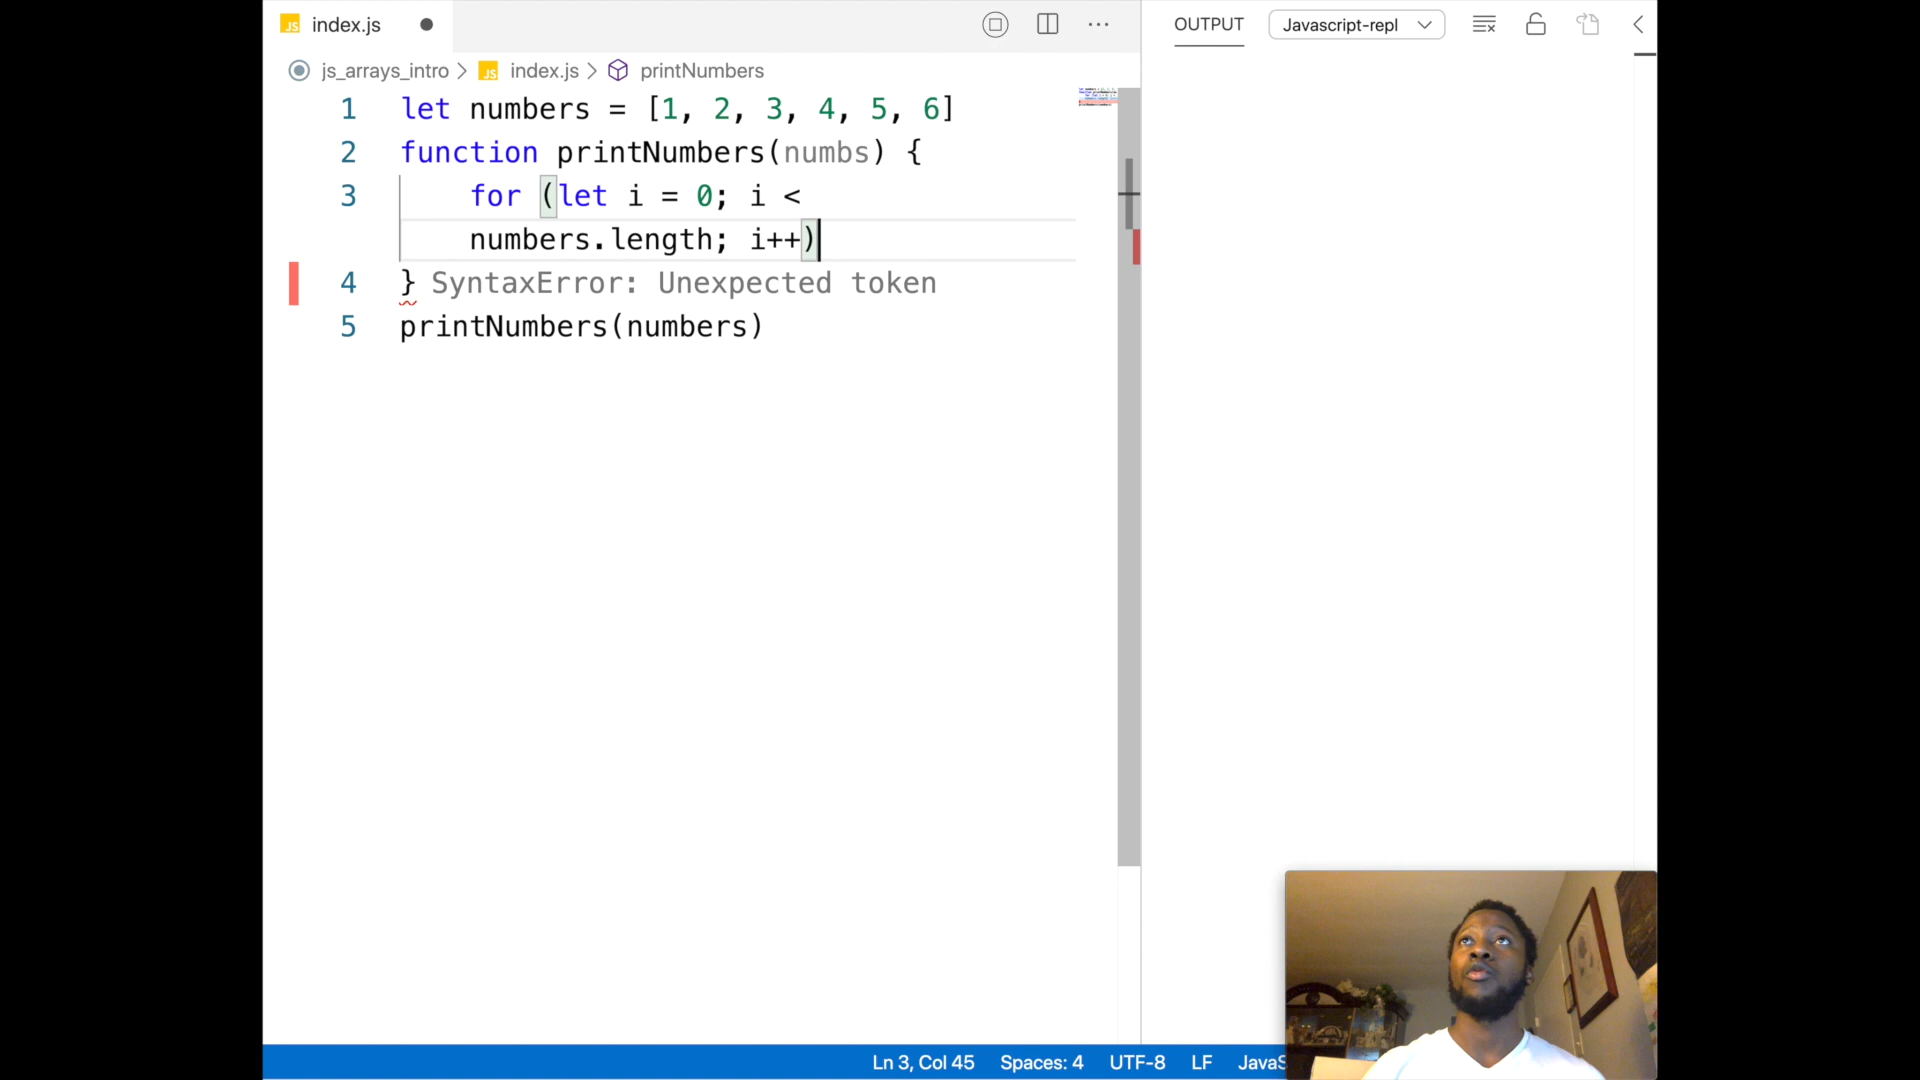 JS index.js
OUTPUT Javascript-repl
js_arrays_intro > JS index.js > printNumbers
1 let numbers = [1, 2, 3, 4, 5, 6]
2 function printNumbers(numbs) {
3 for (let i = 0; i <
numbers.length; i++)
4 } SyntaxError: Unexpected token
5 printNumbers(numbers)
Ln 3, Col 45 Spaces: 4 UTF-8 LF JavaS